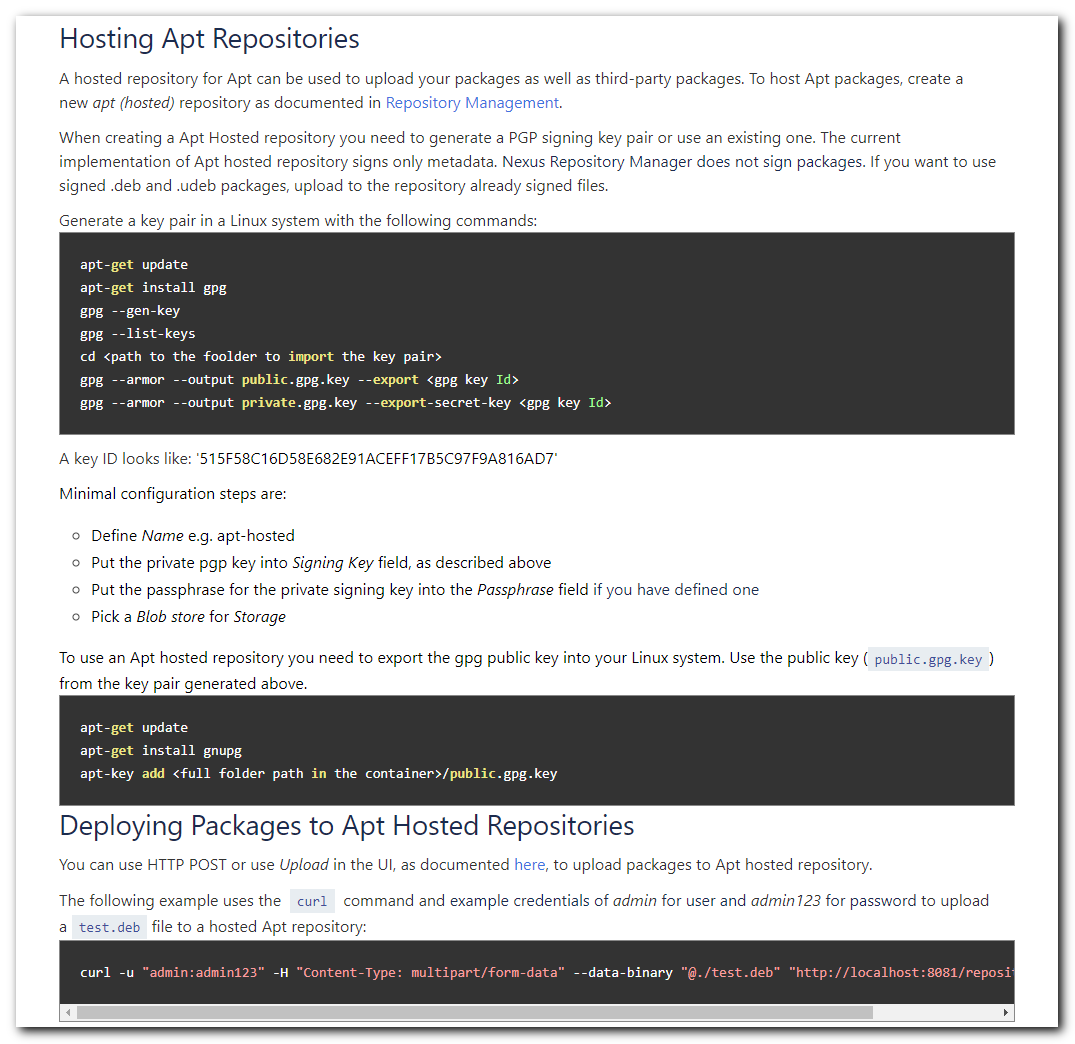 Hosting Apt Repositories
A hosted repository for Apt can be used to upload your packages as well as third-party packages. To host Apt packages, create a
new apt (hosted) repository as documented in Repository Management.
When creating a Apt Hosted repository you need to generate a PGP signing key pair or use an existing one. The current
implementation of Apt hosted repository signs only metadata. Nexus Repository Manager does not sign packages. If you want to use
signed .deb and .udeb packages, upload to the repository already signed files.
Generate a key pair in a Linux system with the following commands:
apt-get update
apt-get install gpg
gpg --gen-key
gpg --list-keys
cd <path to the foolder to import the key pair>
gpg --armor --output public.gpg.key --export <gpg key Id>
gpg --armor --output private.gpg.key --export-secret-key <gpg key Id>
A key ID looks like: '515F58C16D58E682E91ACEFF17B5C97F9A816AD7'
Minimal configuration steps are:
Define Name e.g. apt-hosted
Put the private pgp key into Signing Key field, as described above
Put the passphrase for the private signing key into the Passphrase field if you have defined one
Pick a Blob store for Storage
To use an Apt hosted repository you need to export the gpg public key into your Linux system. Use the public key ( public.gpg.key )
from the key pair generated above.
apt-get update
apt-get install gnupg
apt-key add <full folder path in the container>/public.gpg.key
Deploying Packages to Apt Hosted Repositories
You can use HTTP POST or use Upload in the UI, as documented here, to upload packages to Apt hosted repository.
The following example uses the curl command and example credentials of admin for user and admin123 for password to upload
a test.deb file to a hosted Apt repository:
curl -u "admin:admin123" -H "Content-Type: multipart/form-data" --data-binary "@./test.deb" "http://localhost:8081/reposi